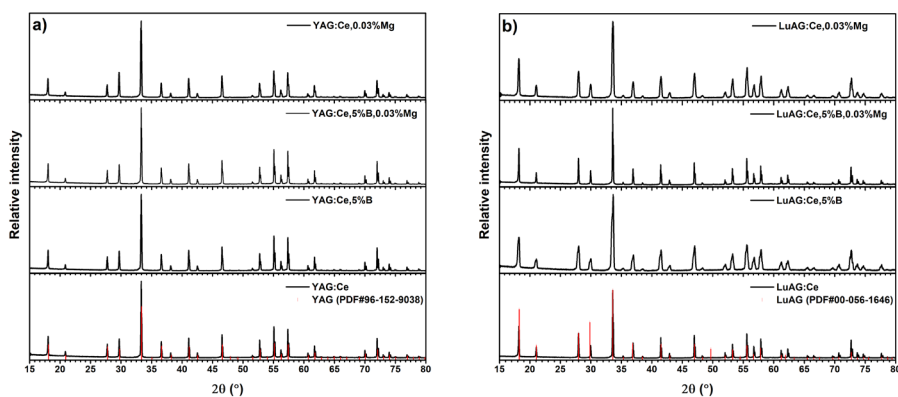 a)
YAG:Ce,0.03%Mg
YAG:Ce,5%B,0.03%Mg
YAG:Ce,5%B
YAG:Ce
YAG (PDF#96-152-9038)
Relative intensity
15 20 25 30 35 40 45 50 55 60 65 70 75 80
2θ (°)
b)
LuAG:Ce,0.03%Mg
LuAG:Ce,5%B,0.03%Mg
LuAG:Ce,5%B
LuAG:Ce
LuAG (PDF#00-056-1646)
Relative intensity
15 20 25 30 35 40 45 50 55 60 65 70 75 80
2θ (°)